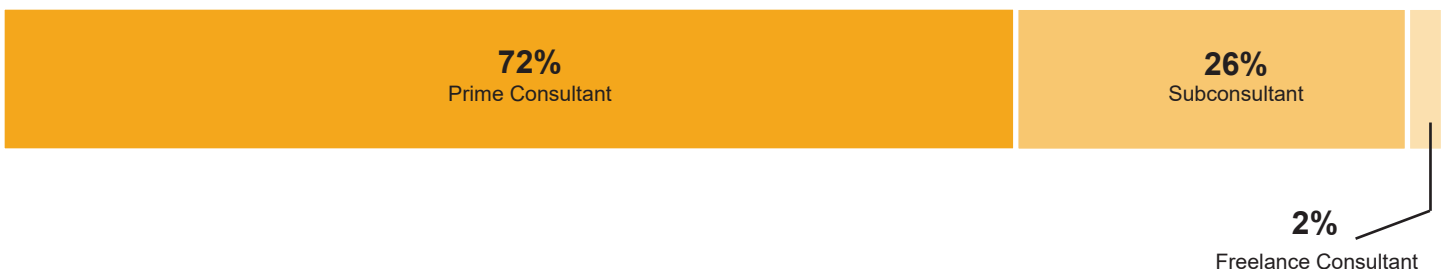 72%
Prime Consultant
26%
Subconsultant
2%
Freelance Consultant